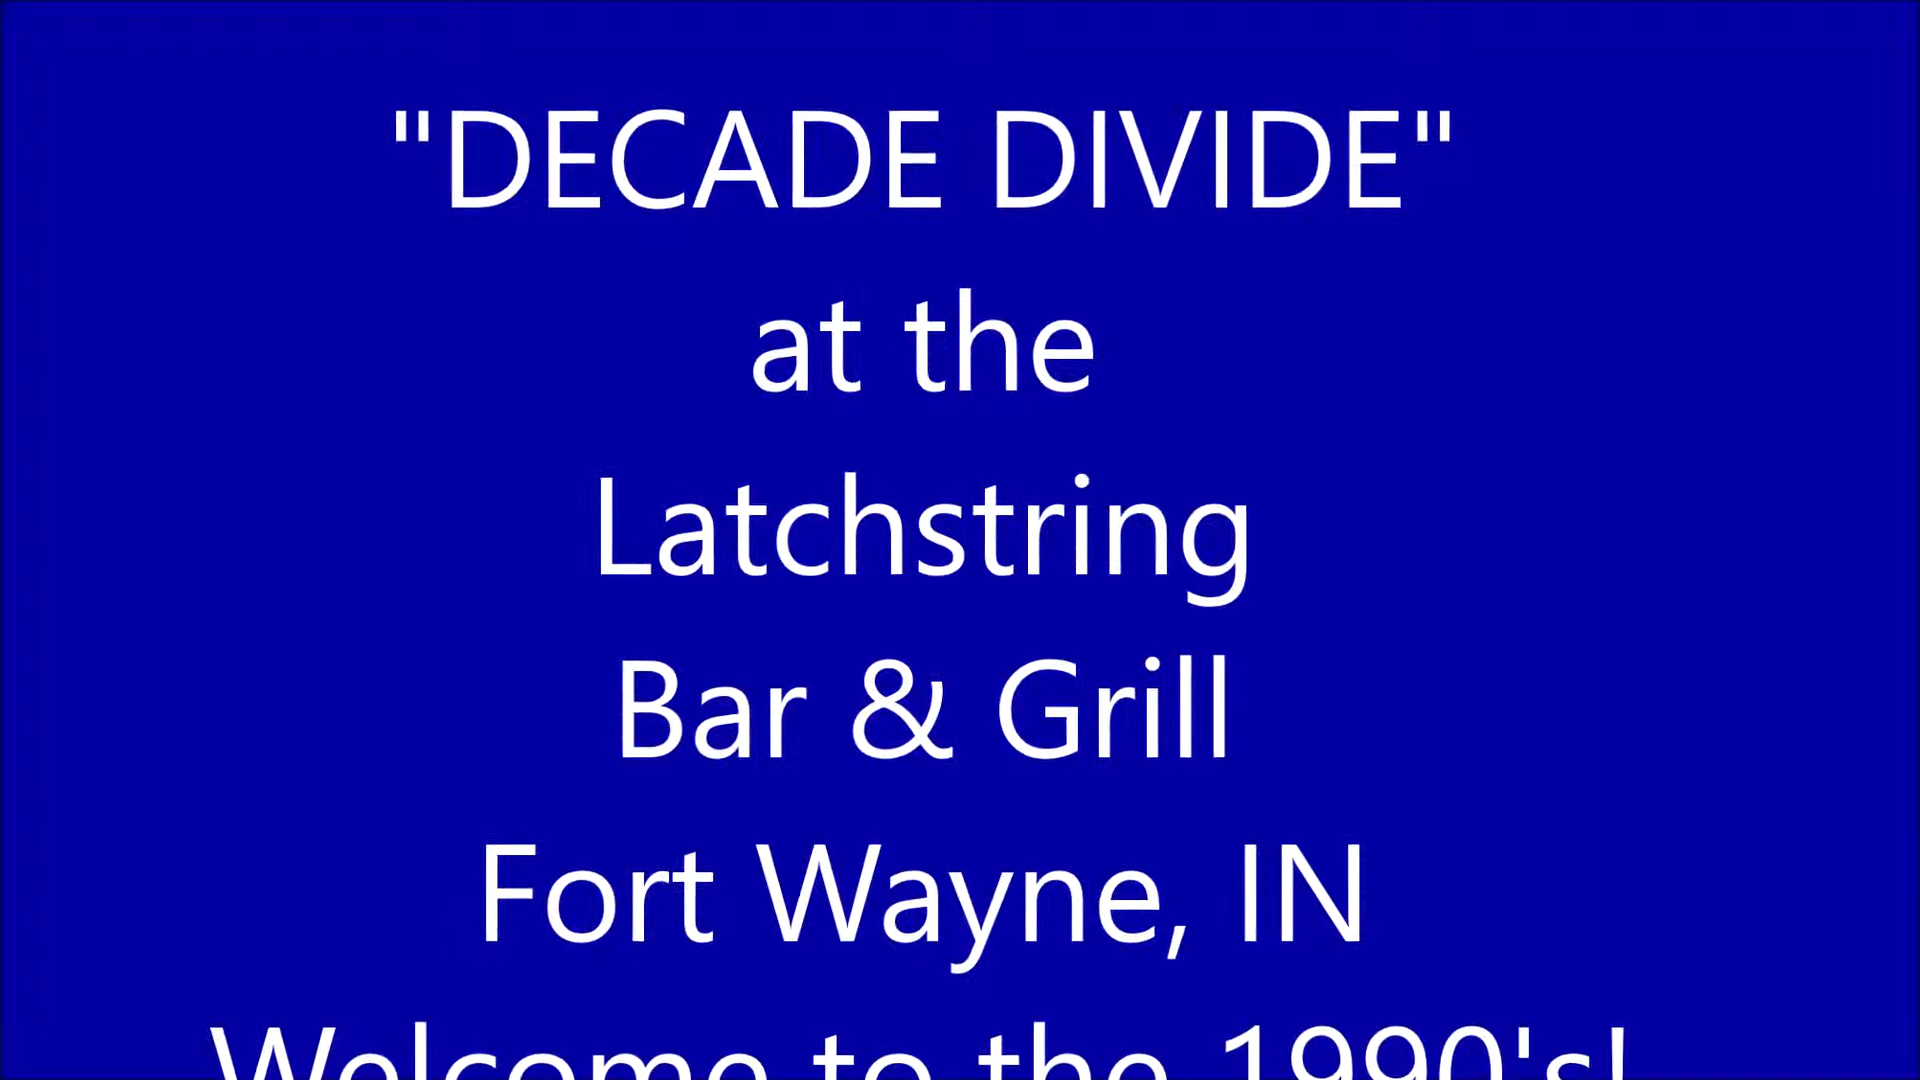 "DECADE DIVIDE"
at the
Latchstring
Bar & Grill
Fort Wayne, IN
Welcome to the 1990's!